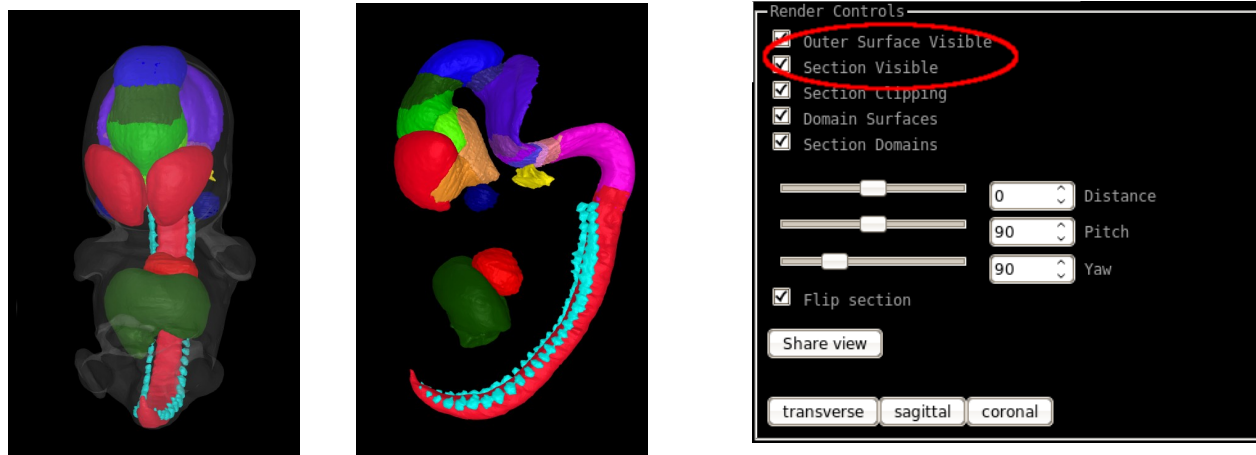 Render Controls
Outer Surface Visible
Section Visible
Section Clipping
Domain Surfaces
Section Domains
0 Distance
90 Pitch
90 Yaw
Flip section
Share view
transverse sagittal coronal